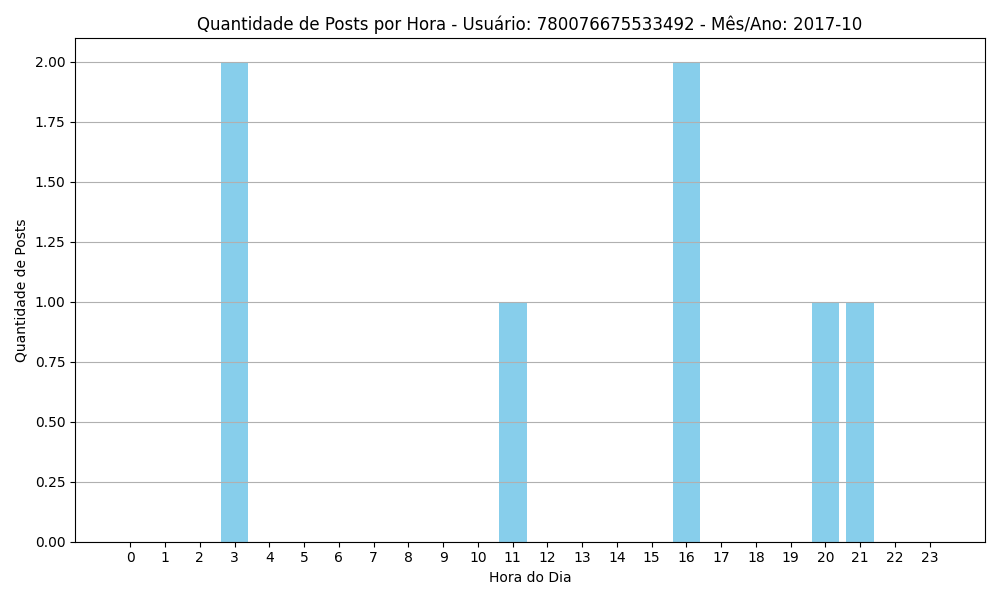 Quantidade de Posts por Hora - Usuário: 780076675533492 - Mês/Ano: 2017-10
2.00
1.75
1.50
1.25
1.00
0.75
0.50
0.25
0.00
Quantidade de Posts
0 1 2 3 4 5 6 7 8 9 10 11 12 13 14 15 16 17 18 19 20 21 22 23
Hora do Dia